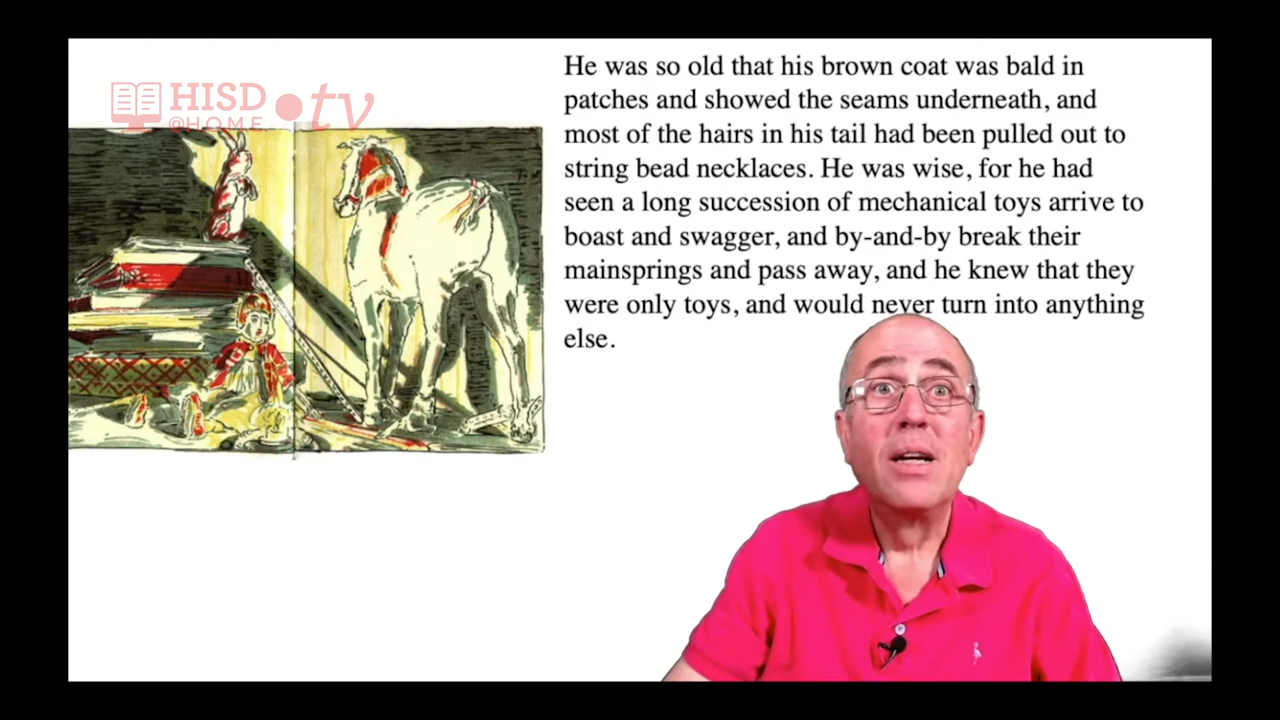 HISD
@HOME
.tv
He was so old that his brown coat was bald in
patches and showed the seams underneath, and
most of the hairs in his tail had been pulled out to
string bead necklaces. He was wise, for he had
seen a long succession of mechanical toys arrive to
boast and swagger, and by-and-by break their
mainsprings and pass away, and he knew that they
were only toys, and would never turn into anything
else.